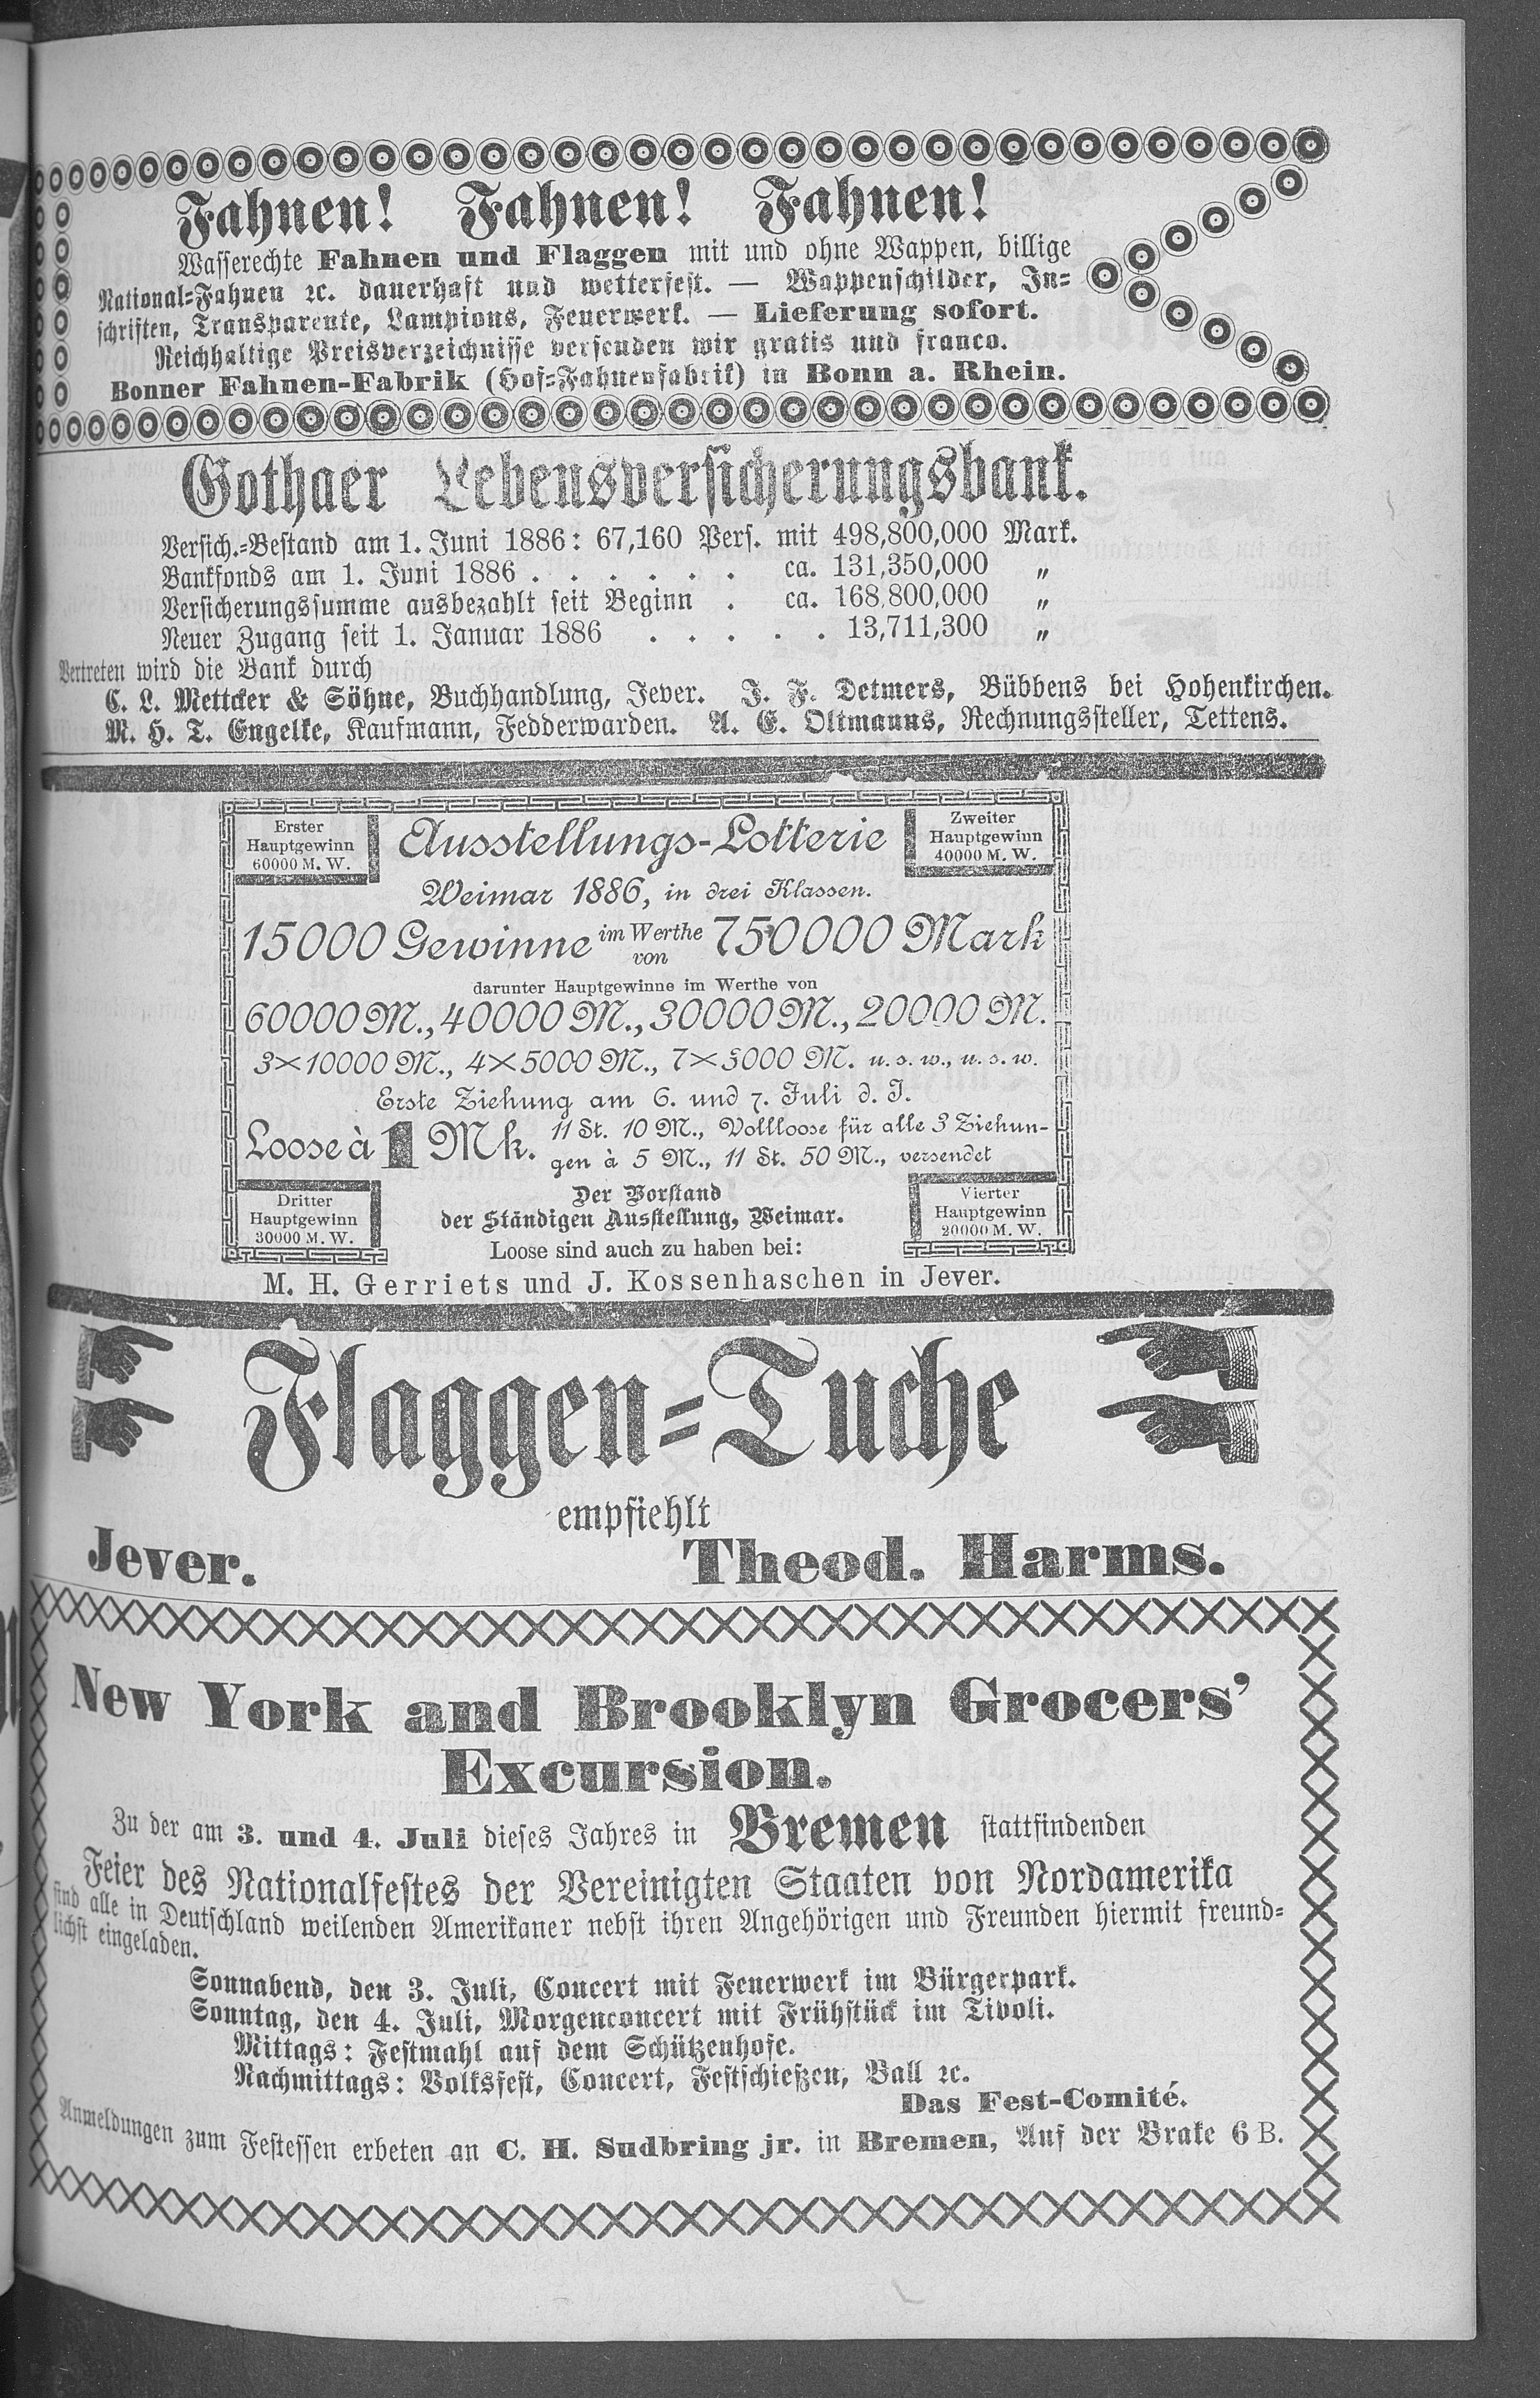 Fahnen! Fahnen! Fahnen!
Wasserechte Fahnen und Flaggen mit und ohne Wappen, billige
National-Fahnen ꝛc. dauerhaft und wetterfest. — Wappenschilder, In-
schriften, Transparente, Lampions, Feuerwerk. — Lieferung sofort.
Reichhaltige Preisverzeichnisse versenden wir gratis und franco.
Bonner Fahnen-Fabrik (Hof-Fahnenfabrik) in Bonn a. Rhein.
Gothaer Lebensversicherungsbank.
Versich.-Bestand am 1. Juni 1886: 67,160 Pers. mit 498,800,000 Mark.
Bankfonds am 1. Juni 1886 . . . . . . . ca. 131,350,000 „
Versicherungssumme ausbezahlt seit Beginn . ca. 168,800,000 „
Neuer Zugang seit 1. Januar 1886 . . . . . 13,711,300 „
Vertreten wird die Bank durch
C. L. Mettcker & Söhne, Buchhandlung, Jever. J. F. Detmers, Bübbens bei Hohenkirchen.
M. H. T. Engelke, Kaufmann, Fedderwarden. A. E. Oltmanns, Rechnungssteller, Tettens.
Erster
Hauptgewinn
60000 M. W.
Ausstellungs-Lotterie
Zweiter
Hauptgewinn
40000 M. W.
Weimar 1886, in drei Klassen.
15000 Gewinne im Werthe von 750000 Mark
darunter Hauptgewinne im Werthe von
60000 M., 40000 M., 30000 M., 20000 M.
3×10000 M., 4×5000 M., 7×3000 M. u. s. w., u. s. w.
Erste Ziehung am 6. und 7. Juli d. J.
Loose à 1 Mk. 11 St. 10 M., Vollloose für alle 3 Ziehun-
gen à 5 M., 11 St. 50 M., versendet
Dritter
Hauptgewinn
30000 M. W.
Der Vorstand
der Ständigen Ausstellung, Weimar.
Loose sind auch zu haben bei:
Vierter
Hauptgewinn
20000 M. W.
M. H. Gerriets und J. Kossenhaschen in Jever.
Flaggen-Tuche
empfiehlt
Jever. Theod. Harms.
New York and Brooklyn Grocers'
Excursion.
Zu der am 3. und 4. Juli dieses Jahres in Bremen stattfindenden
Feier des Nationalfestes der Vereinigten Staaten von Nordamerika
sind alle in Deutschland weilenden Amerikaner nebst ihren Angehörigen und Freunden hiermit freund-
lichst eingeladen.
Sonnabend, den 3. Juli, Concert mit Feuerwerk im Bürgerpark.
Sonntag, den 4. Juli, Morgenconcert mit Frühstück im Tivoli.
Mittags: Festmahl auf dem Schützenhofe.
Nachmittags: Volksfest, Concert, Festschießen, Ball ꝛc.
Das Fest-Comité.
Anmeldungen zum Festessen erbeten an C. H. Sudbring jr. in Bremen, Auf der Brake 6 B.